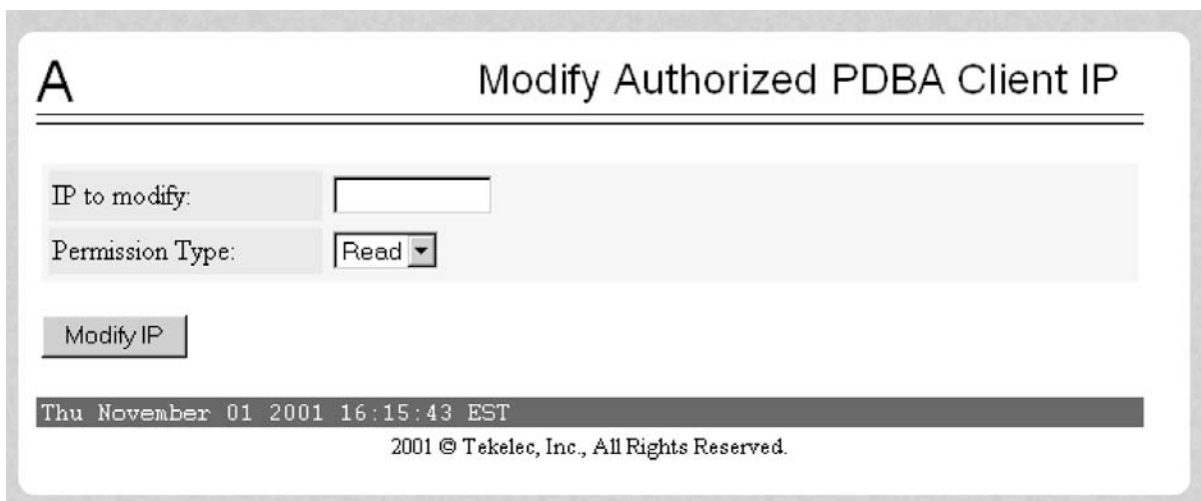 A
Modify Authorized PDBA Client IP
IP to modify:
Permission Type: Read
Modify IP
Thu November 01 2001 16:15:43 EST
2001 © Tekelec, Inc., All Rights Reserved.